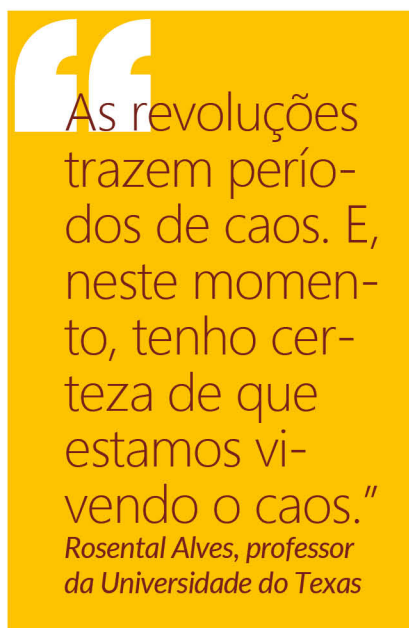 As revoluções
trazem perío-
dos de caos. E,
neste momen-
to, tenho cer-
teza de que
estamos vi-
vendo o caos.”
Rosental Alves, professor
da Universidade do Texas